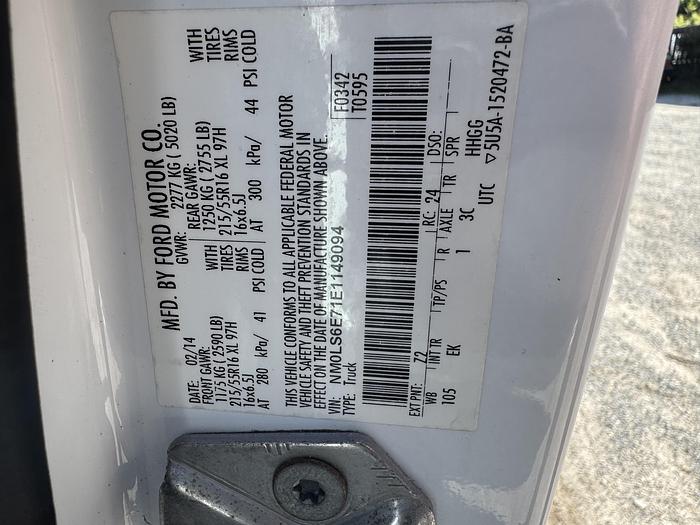 MFD. BY FORD MOTOR CO.
DATE: 02/14 GVWR: 2277 KG ( 5020 LB)
FRONT GAWR: REAR GAWR:
1175 KG ( 2590 LB) WITH 1250 KG ( 2755 LB) WITH
215/55R16 XL 97H TIRES 215/55R16 XL 97H TIRES
16x6.5J RIMS 16x6.5J RIMS
AT 280 kPa/ 41 PSI COLD AT 300 kPa/ 44 PSI COLD
THIS VEHICLE CONFORMS TO ALL APPLICABLE FEDERAL MOTOR
VEHICLE SAFETY AND THEFT PREVENTION STANDARDS IN
EFFECT ON THE DATE OF MANUFACTURE SHOWN ABOVE.
VIN: NM0LS6E71E1149094 F0342
TYPE: Truck T0595
EXT PNT: 72 RC: 24 DSO:
WB INT TR TP/PS R AXLE TR SPR
105 EK 1 3C HHGG
UTC ▽5U5A-1520472-BA